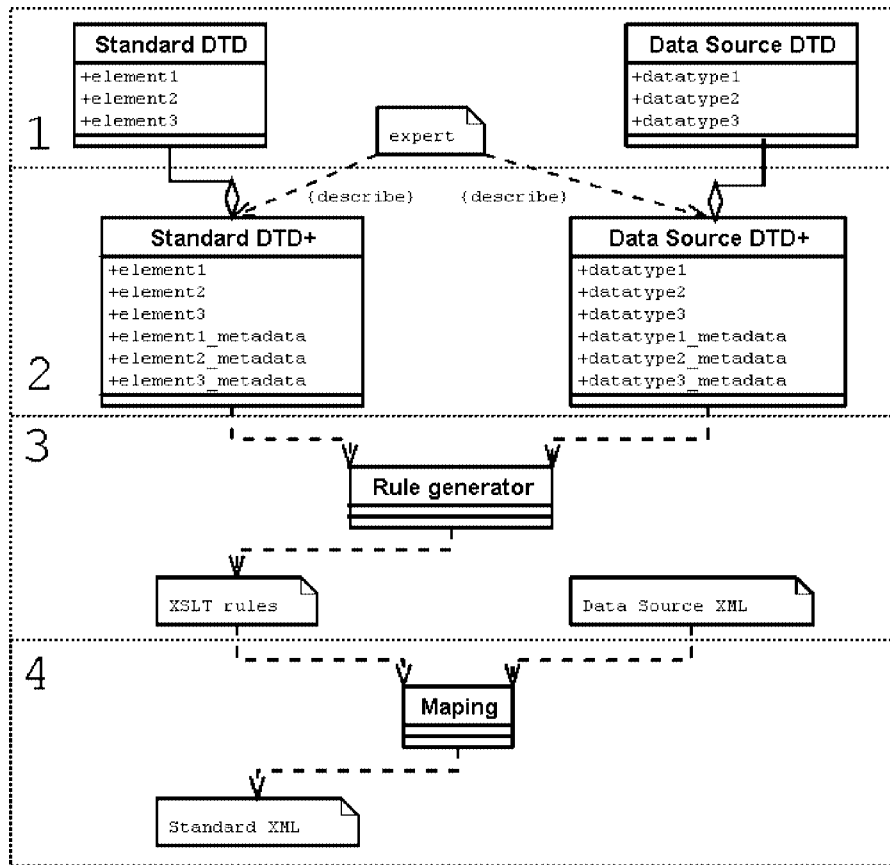 Standard DTD
+element1
+element2
+element3
Data Source DTD
+datatype1
+datatype2
+datatype3
1
expert
{describe}
{describe}
Standard DTD+
+element1
+element2
+element3
+element1_metadata
+element2_metadata
+element3_metadata
Data Source DTD+
+datatype1
+datatype2
+datatype3
+datatype1_metadata
+datatype2_metadata
+datatype3_metadata
2
3
Rule generator
XSLT rules
Data Source XML
4
Maping
Standard XML